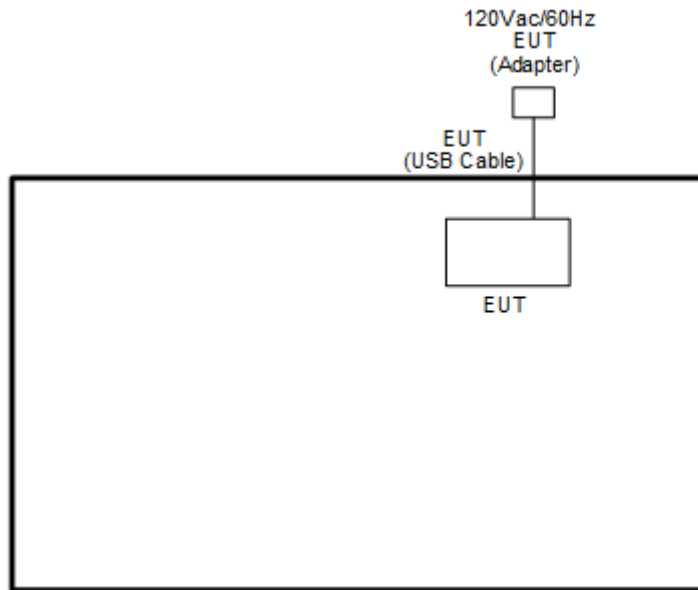 120Vac/60Hz
EUT
(Adapter)
EUT
(USB Cable)
EUT